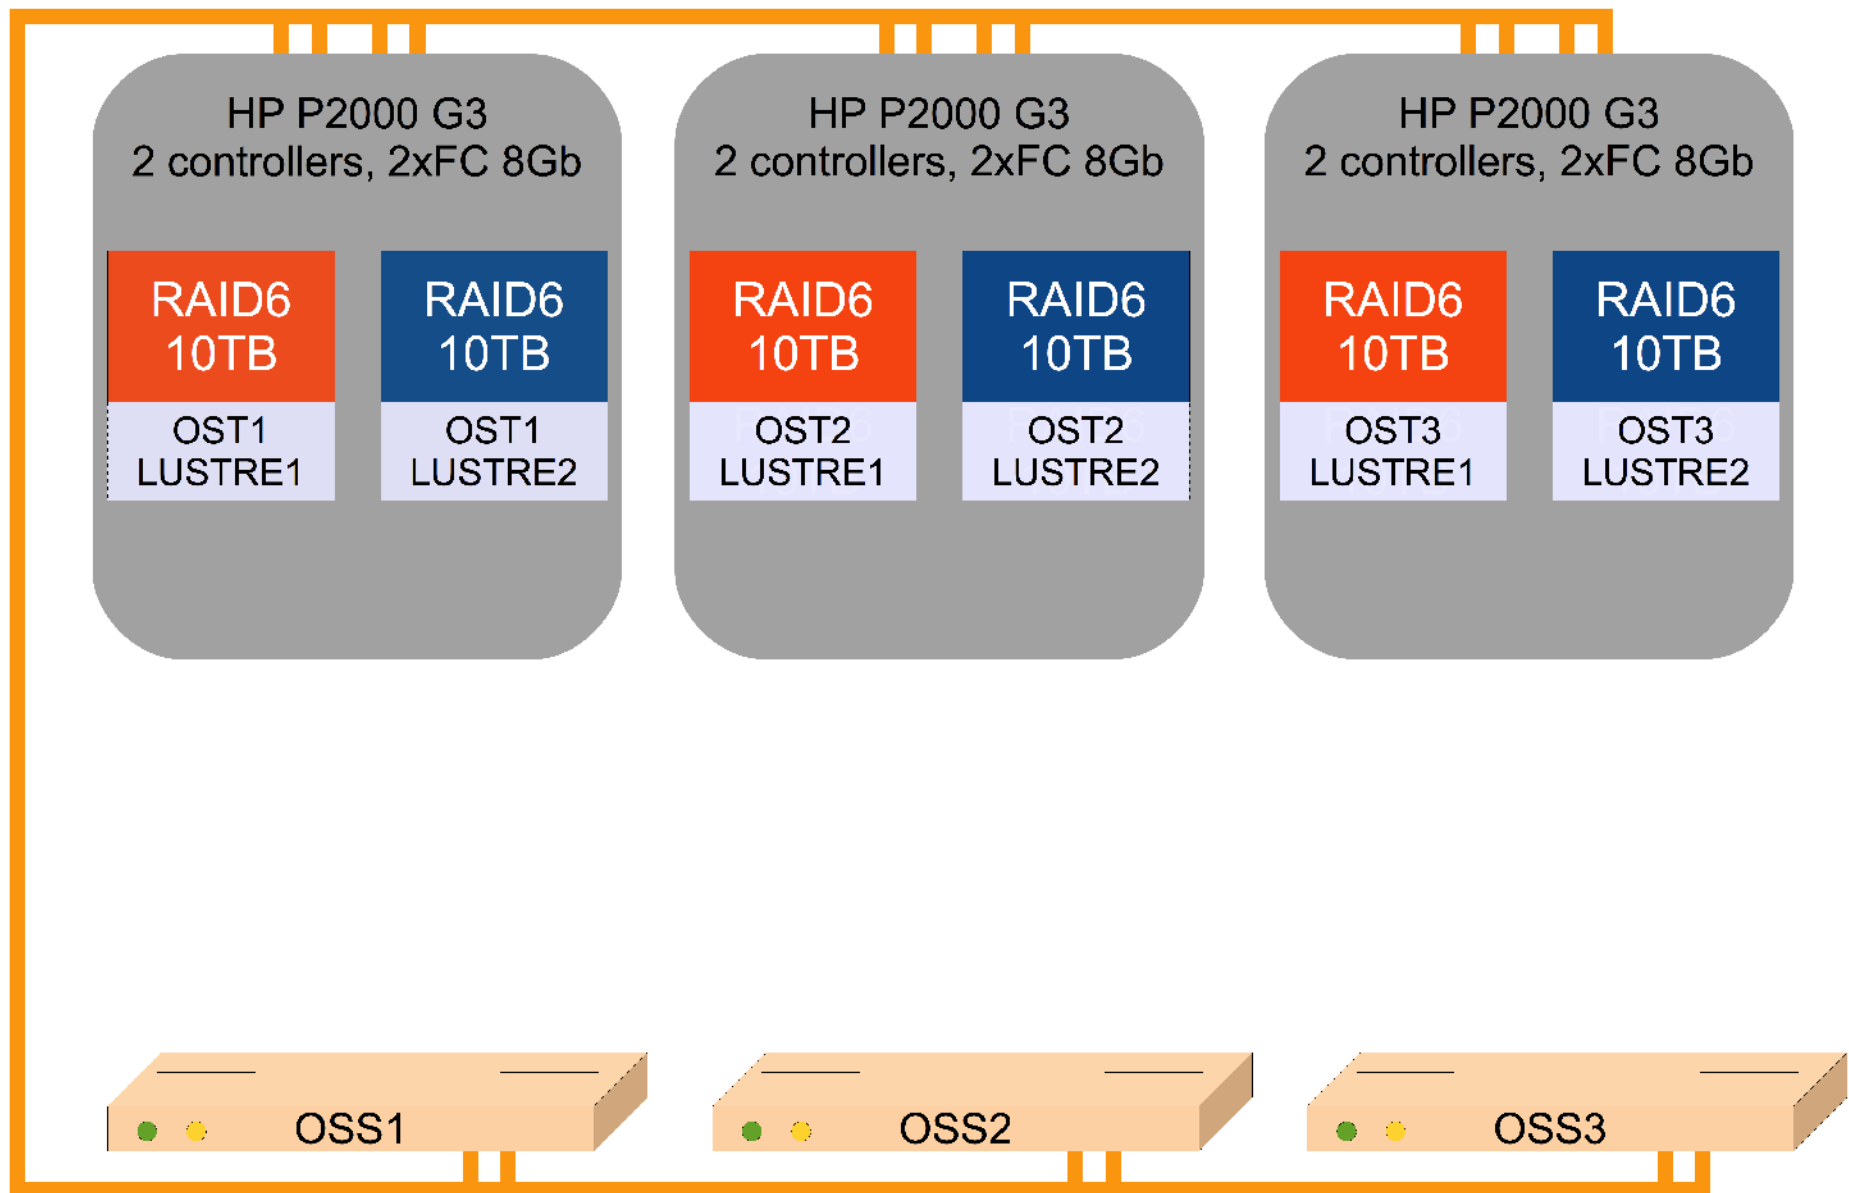 HP P2000 G3
2 controllers, 2xFC 8Gb
RAID6
10TB
OST1
LUSTRE1
RAID6
10TB
OST1
LUSTRE2
HP P2000 G3
2 controllers, 2xFC 8Gb
RAID6
10TB
OST2
LUSTRE1
RAID6
10TB
OST2
LUSTRE2
HP P2000 G3
2 controllers, 2xFC 8Gb
RAID6
10TB
OST3
LUSTRE1
RAID6
10TB
OST3
LUSTRE2
OSS1
OSS2
OSS3